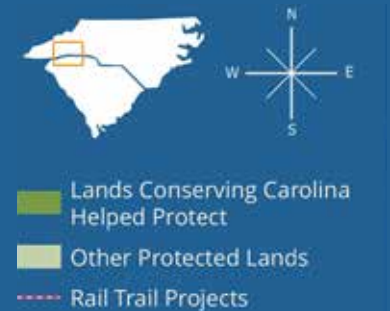 N
W E
S
Lands Conserving Carolina
Helped Protect
Other Protected Lands
Rail Trail Projects